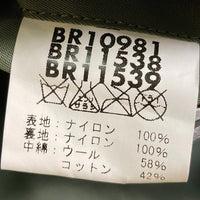 BR10981
BR11538
BR11539
表地：ナイロン 100%
裏地：ナイロン 100%
中綿：ウール 58%
コットン 42%